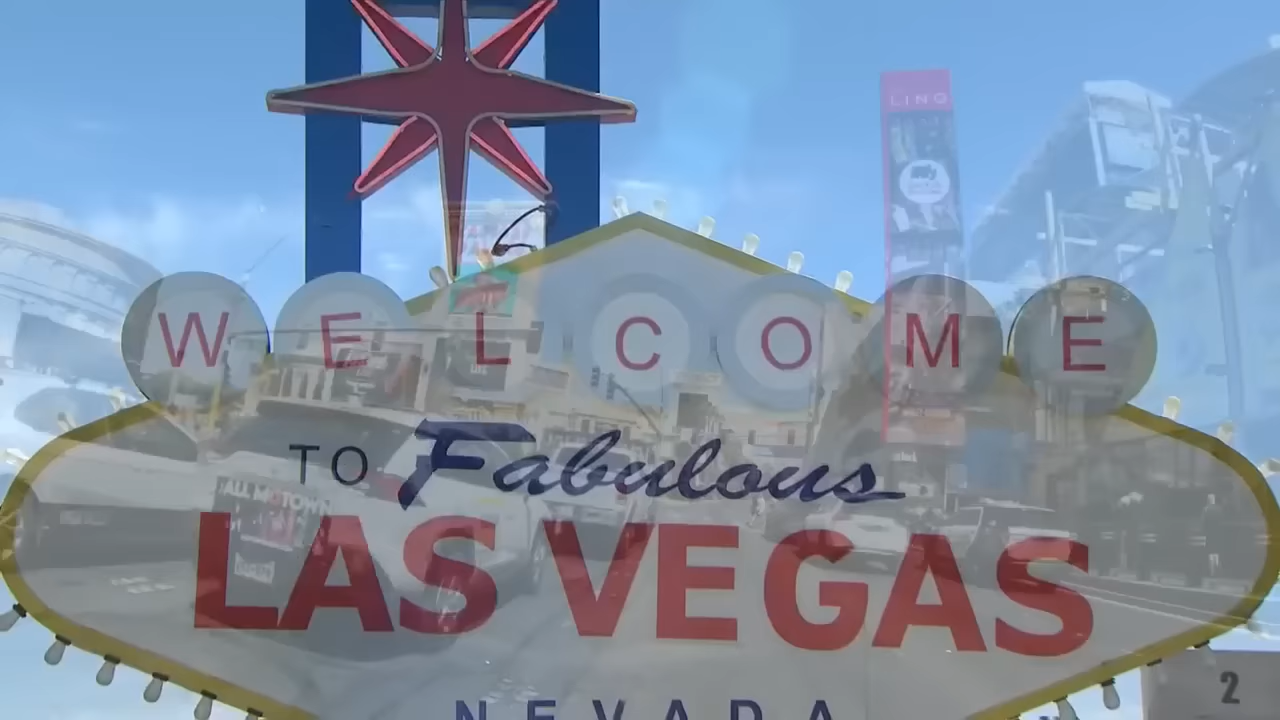 LINQ
WELCOME
TO Fabulous
ALL MOTOWN
LAS VEGAS
2
NEVADA